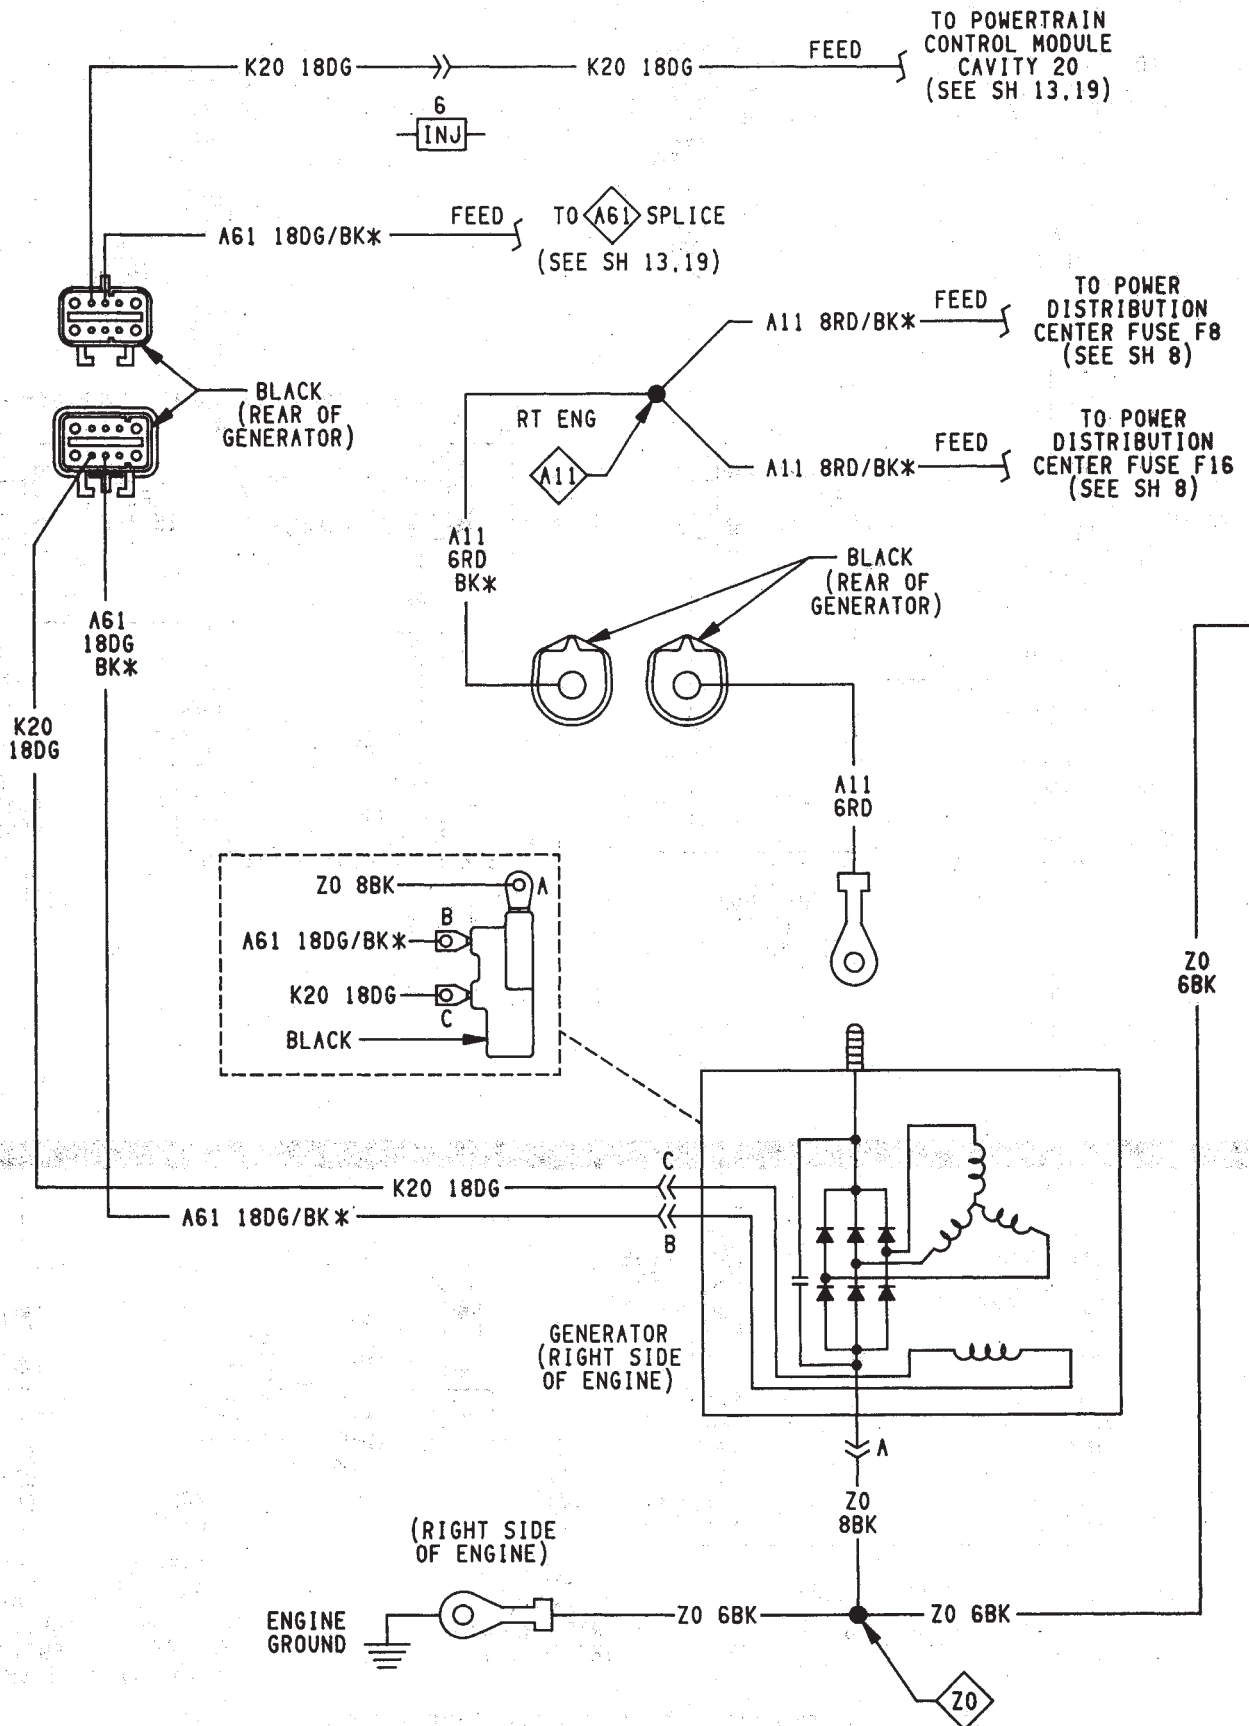 TO POWERTRAIN
CONTROL MODULE
CAVITY 20
(SEE SH 13,19)
K20 18DG
K20 18DG
FEED
6
INJ
A61 18DG/BK*
FEED
TO A61 SPLICE
(SEE SH 13,19)
A11 8RD/BK*
FEED
TO POWER
DISTRIBUTION
CENTER FUSE F8
(SEE SH 8)
BLACK
(REAR OF
GENERATOR)
RT ENG
A11
A11 8RD/BK*
FEED
TO POWER
DISTRIBUTION
CENTER FUSE F16
(SEE SH 8)
A11
6RD
BK*
BLACK
(REAR OF
GENERATOR)
A61
18DG
BK*
K20
18DG
A11
6RD
Z0 8BK
A
B
A61 18DG/BK*
K20 18DG
C
BLACK
Z0
6BK
C
K20 18DG
A61 18DG/BK*
B
GENERATOR
(RIGHT SIDE
OF ENGINE)
A
Z0
8BK
(RIGHT SIDE
OF ENGINE)
ENGINE
GROUND
Z0 6BK
Z0 6BK
Z0